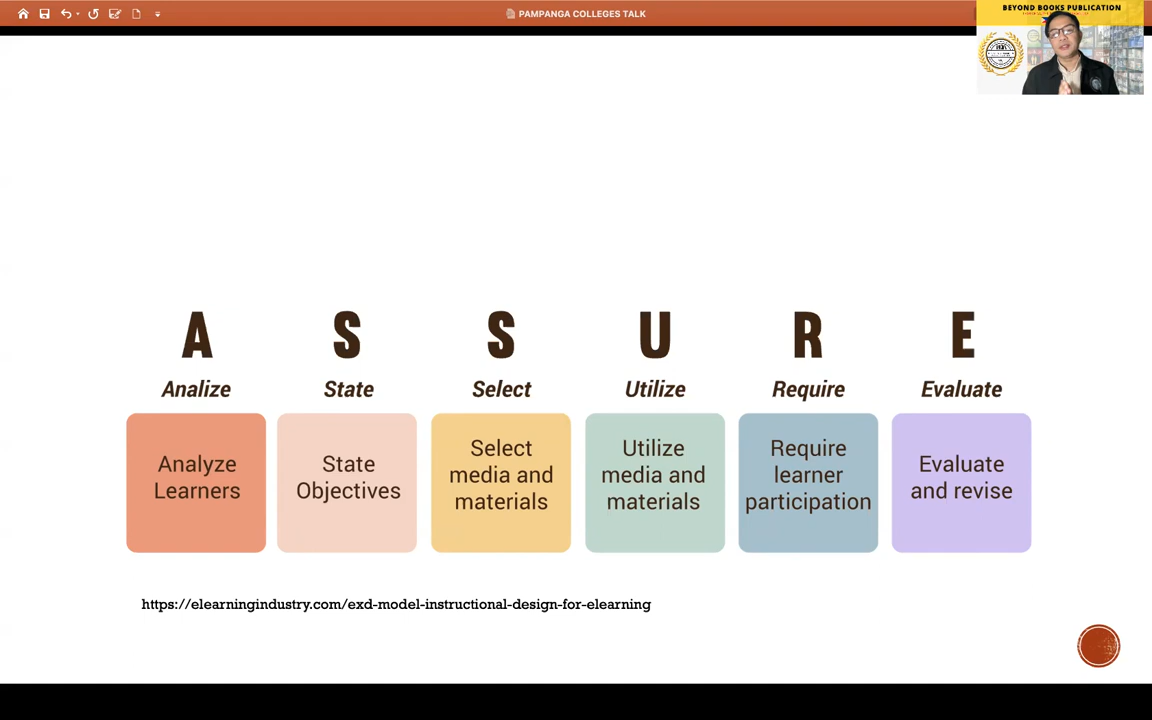 PAMPANGA COLLEGES TALK
BEYOND BOOKS PUBLICATION
A S S U R E
Analize State Select Utilize Require Evaluate
Analyze
Learners
State
Objectives
Select
media and
materials
Utilize
media and
materials
Require
learner
participation
Evaluate
and revise
https://elearningindustry.com/exd-model-instructional-design-for-elearning